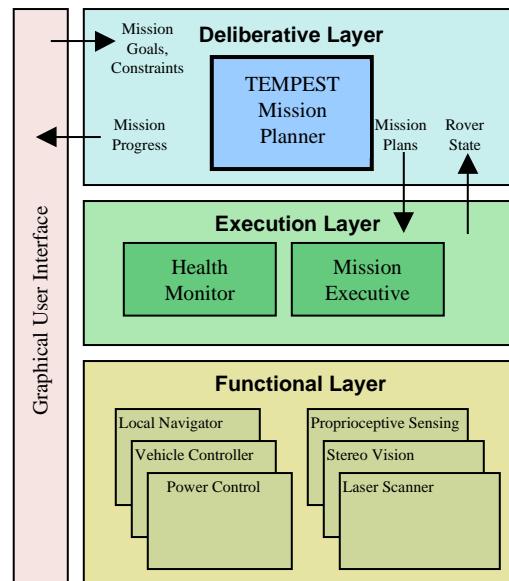 Graphical User Interface
Deliberative Layer
Mission
Goals,
Constraints
TEMPEST
Mission
Planner
Mission
Progress
Mission
Plans
Rover
State
Execution Layer
Health
Monitor
Mission
Executive
Functional Layer
Local Navigator
Vehicle Controller
Power Control
Proprioceptive Sensing
Stereo Vision
Laser Scanner